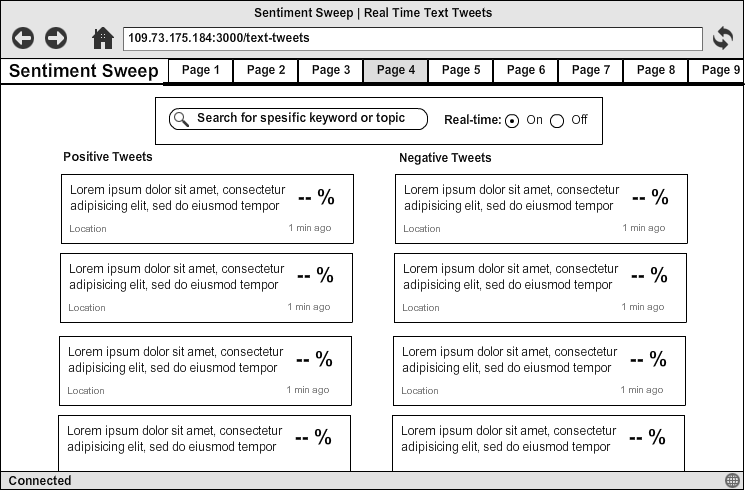 Sentiment Sweep | Real Time Text Tweets
109.73.175.184:3000/text-tweets
Sentiment Sweep
Page 1
Page 2
Page 3
Page 4
Page 5
Page 6
Page 7
Page 8
Page 9
Search for spesific keyword or topic
Real-time:
On
Off
Positive Tweets
Lorem ipsum dolor sit amet, consectetur
adipisicing elit, sed do eiusmod tempor
-- %
Location
1 min ago
Lorem ipsum dolor sit amet, consectetur
adipisicing elit, sed do eiusmod tempor
-- %
Location
1 min ago
Lorem ipsum dolor sit amet, consectetur
adipisicing elit, sed do eiusmod tempor
-- %
Location
1 min ago
Lorem ipsum dolor sit amet, consectetur
adipisicing elit, sed do eiusmod tempor
-- %
Negative Tweets
Lorem ipsum dolor sit amet, consectetur
adipisicing elit, sed do eiusmod tempor
-- %
Location
1 min ago
Lorem ipsum dolor sit amet, consectetur
adipisicing elit, sed do eiusmod tempor
-- %
Location
1 min ago
Lorem ipsum dolor sit amet, consectetur
adipisicing elit, sed do eiusmod tempor
-- %
Location
1 min ago
Lorem ipsum dolor sit amet, consectetur
adipisicing elit, sed do eiusmod tempor
-- %
Connected